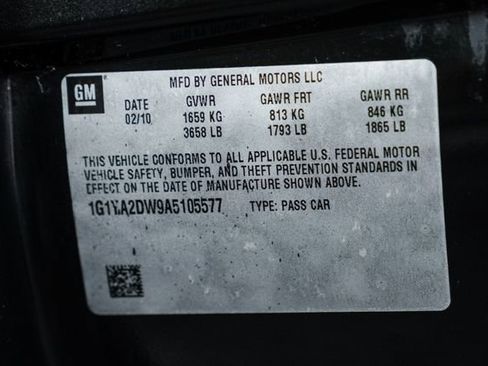 GM
MFD BY GENERAL MOTORS LLC
DATE GVWR GAWR FRT GAWR RR
02/10 1659 KG 813 KG 846 KG
3658 LB 1793 LB 1865 LB
THIS VEHICLE CONFORMS TO ALL APPLICABLE U.S. FEDERAL MOTOR
VEHICLE SAFETY, BUMPER, AND THEFT PREVENTION STANDARDS IN
EFFECT ON THE DATE OF MANUFACTURE SHOWN ABOVE.
1G1YA2DW9A5105577 TYPE: PASS CAR